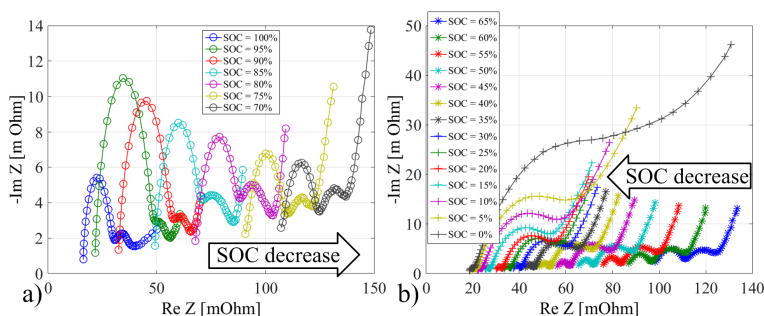 14
12
10
8
6
4
2
0
-Im Z [m Ohm]
SOC = 100%
SOC = 95%
SOC = 90%
SOC = 85%
SOC = 80%
SOC = 75%
SOC = 70%
SOC decrease
0
50
100
150
Re Z [mOhm]
a)
50
40
30
20
10
0
-Im Z [m Ohm]
SOC = 65%
SOC = 60%
SOC = 55%
SOC = 50%
SOC = 45%
SOC = 40%
SOC = 35%
SOC = 30%
SOC = 25%
SOC = 20%
SOC = 15%
SOC = 10%
SOC = 5%
SOC = 0%
SOC decrease
0
20
40
60
80
100
120
140
Re Z [mOhm]
b)